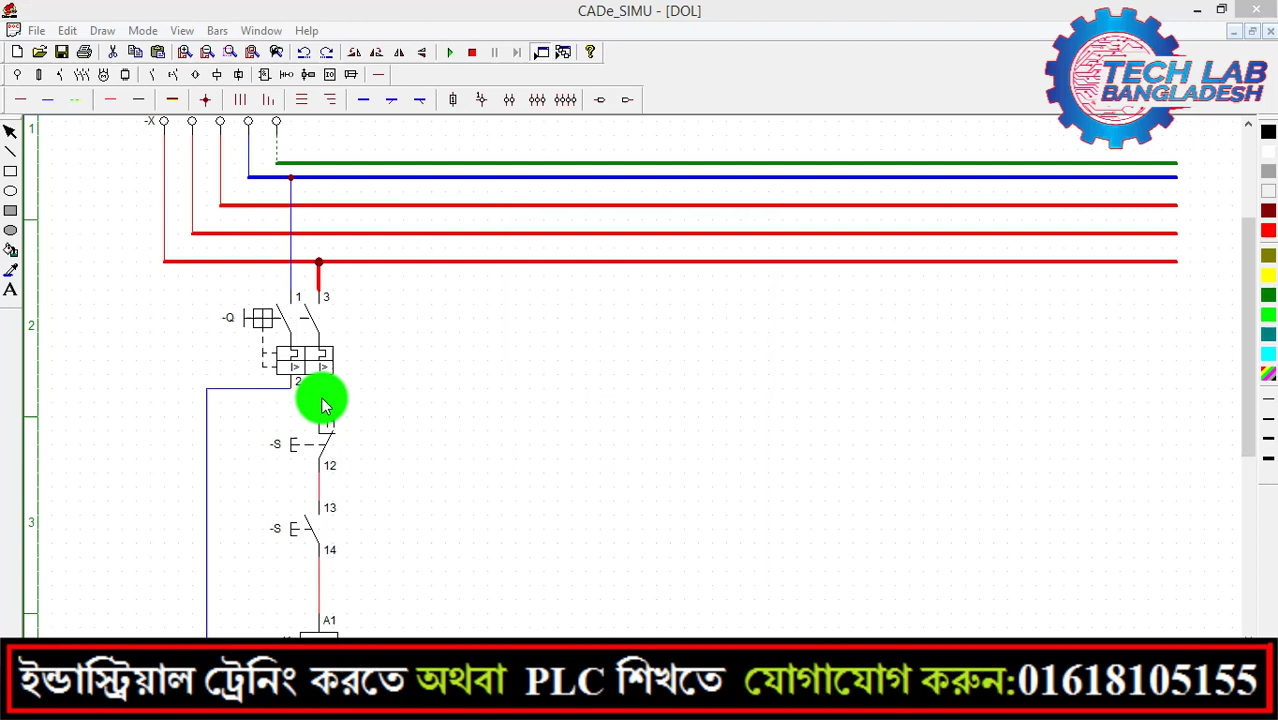 CADe_SIMU - [DOL]
File Edit Draw Mode View Bars Window Help
TECH LAB
BANGLADESH
1
-X
1 3
-Q
2
|> |>
2
-S
12
13
-S
3
14
A1
ইন্ডাস্ট্রিয়াল ট্রেনিং করতে অথবা PLC শিখতে যোগাযোগ করুন:01618105155